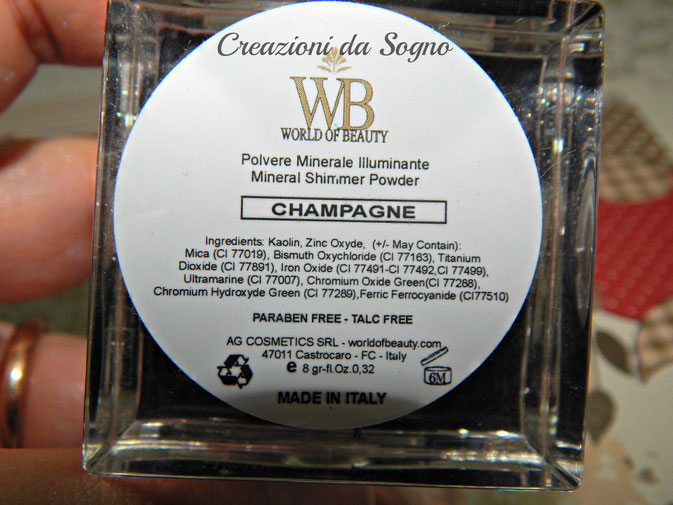 Creazioni da Sogno
WB
WORLD OF BEAUTY
Polvere Minerale Illuminante
Mineral Shimmer Powder
CHAMPAGNE
Ingredients: Kaolin, Zinc Oxyde, (+/- May Contain):
Mica (CI 77019), Bismuth Oxychloride (CI 77163), Titanium
Dioxide (CI 77891), Iron Oxide (CI 77491-CI 77492,CI 77499),
Ultramarine (CI 77007), Chromium Oxide Green(CI 77288),
Chromium Hydroxyde Green (CI 77289),Ferric Ferrocyanide (CI77510)
PARABEN FREE - TALC FREE
AG COSMETICS SRL - worldofbeauty.com
47011 Castrocaro - FC - Italy
e 8 gr-fl.Oz.0,32
6M
MADE IN ITALY